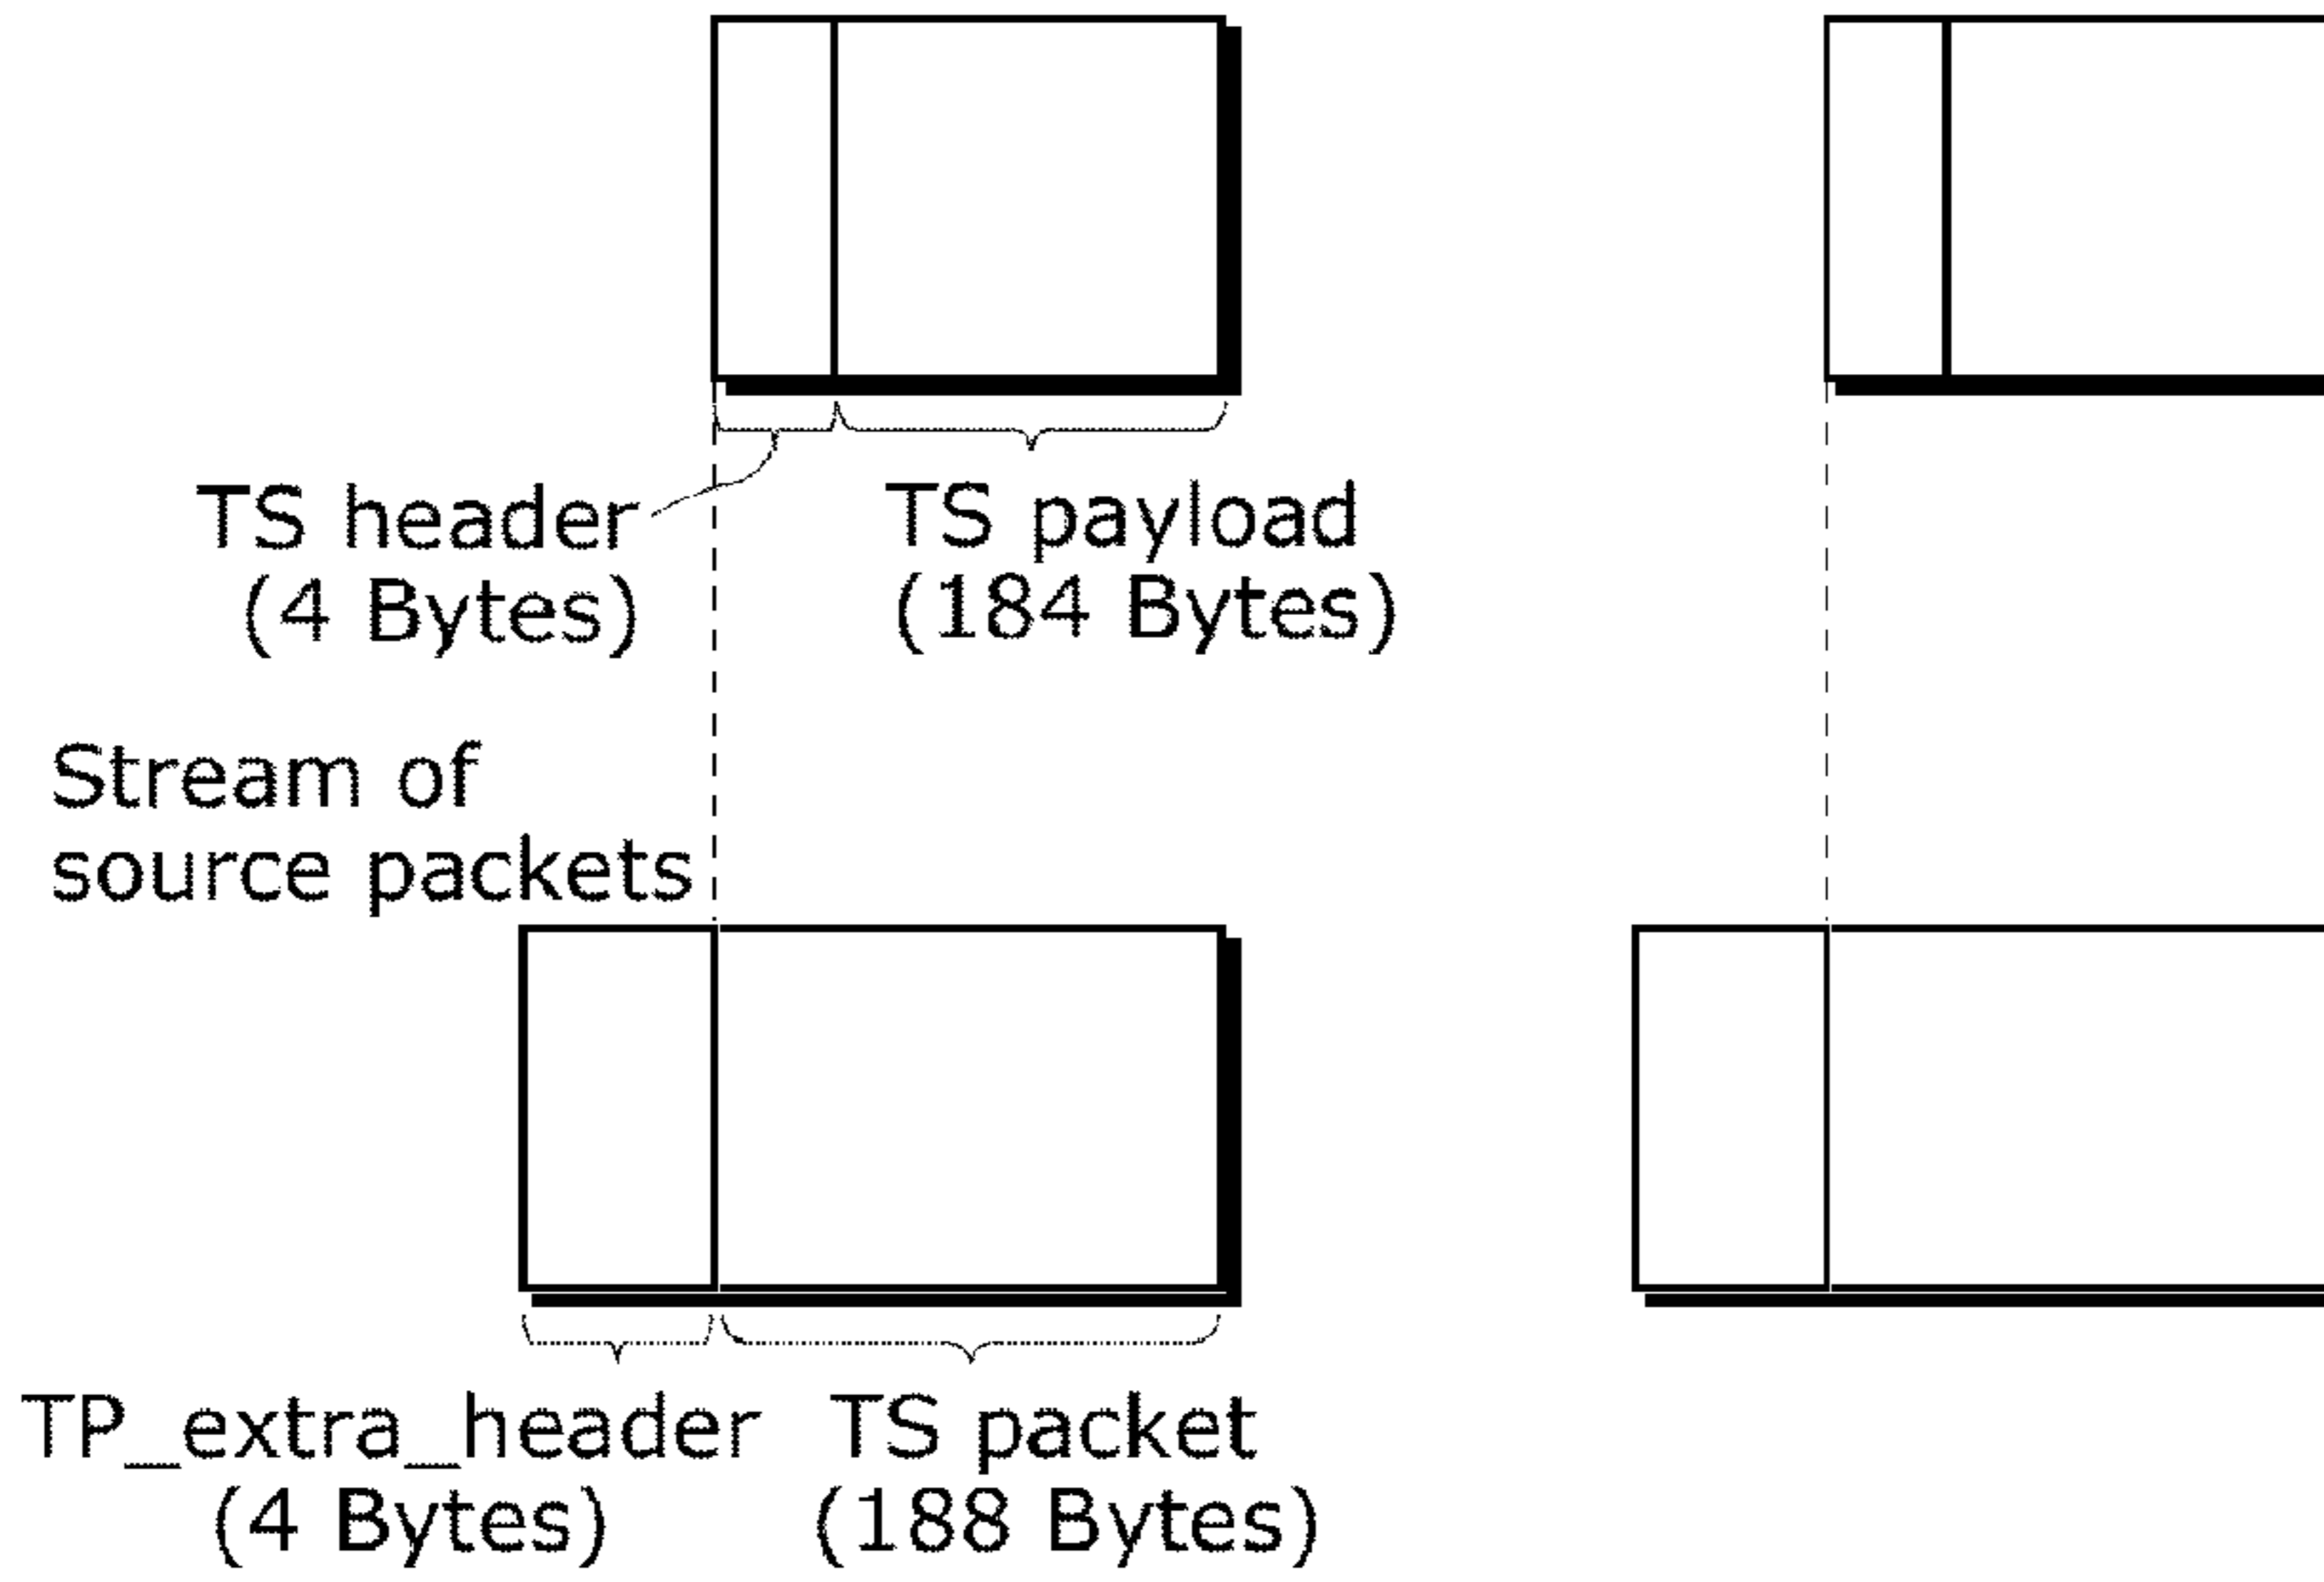 TS header
(4 Bytes)
TS payload
(184 Bytes)
Stream of
source packets
TP_extra_header
(4 Bytes)
TS packet
(188 Bytes)